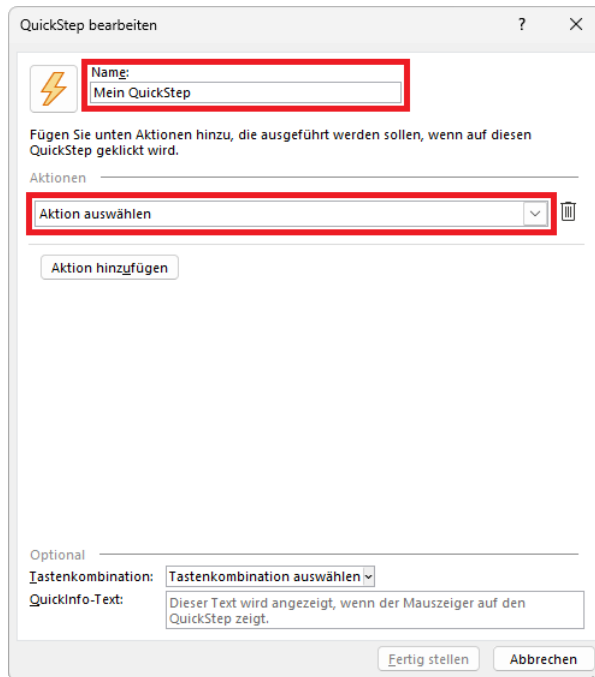 QuickStep bearbeiten ?
Name:
Mein QuickStep
Fügen Sie unten Aktionen hinzu, die ausgeführt werden sollen, wenn auf diesen
QuickStep geklickt wird.
Aktionen
Aktion auswählen
Aktion hinzufügen
Optional
Tastenkombination: Tastenkombination auswählen
QuickInfo-Text: Dieser Text wird angezeigt, wenn der Mauszeiger auf den
QuickStep zeigt.
Fertig stellen Abbrechen